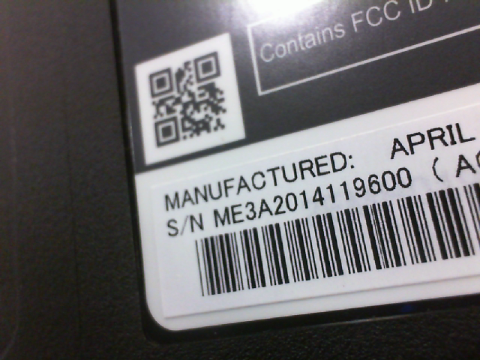 Contains FCC ID
MANUFACTURED: APRIL
S/N ME3A2014119600 (